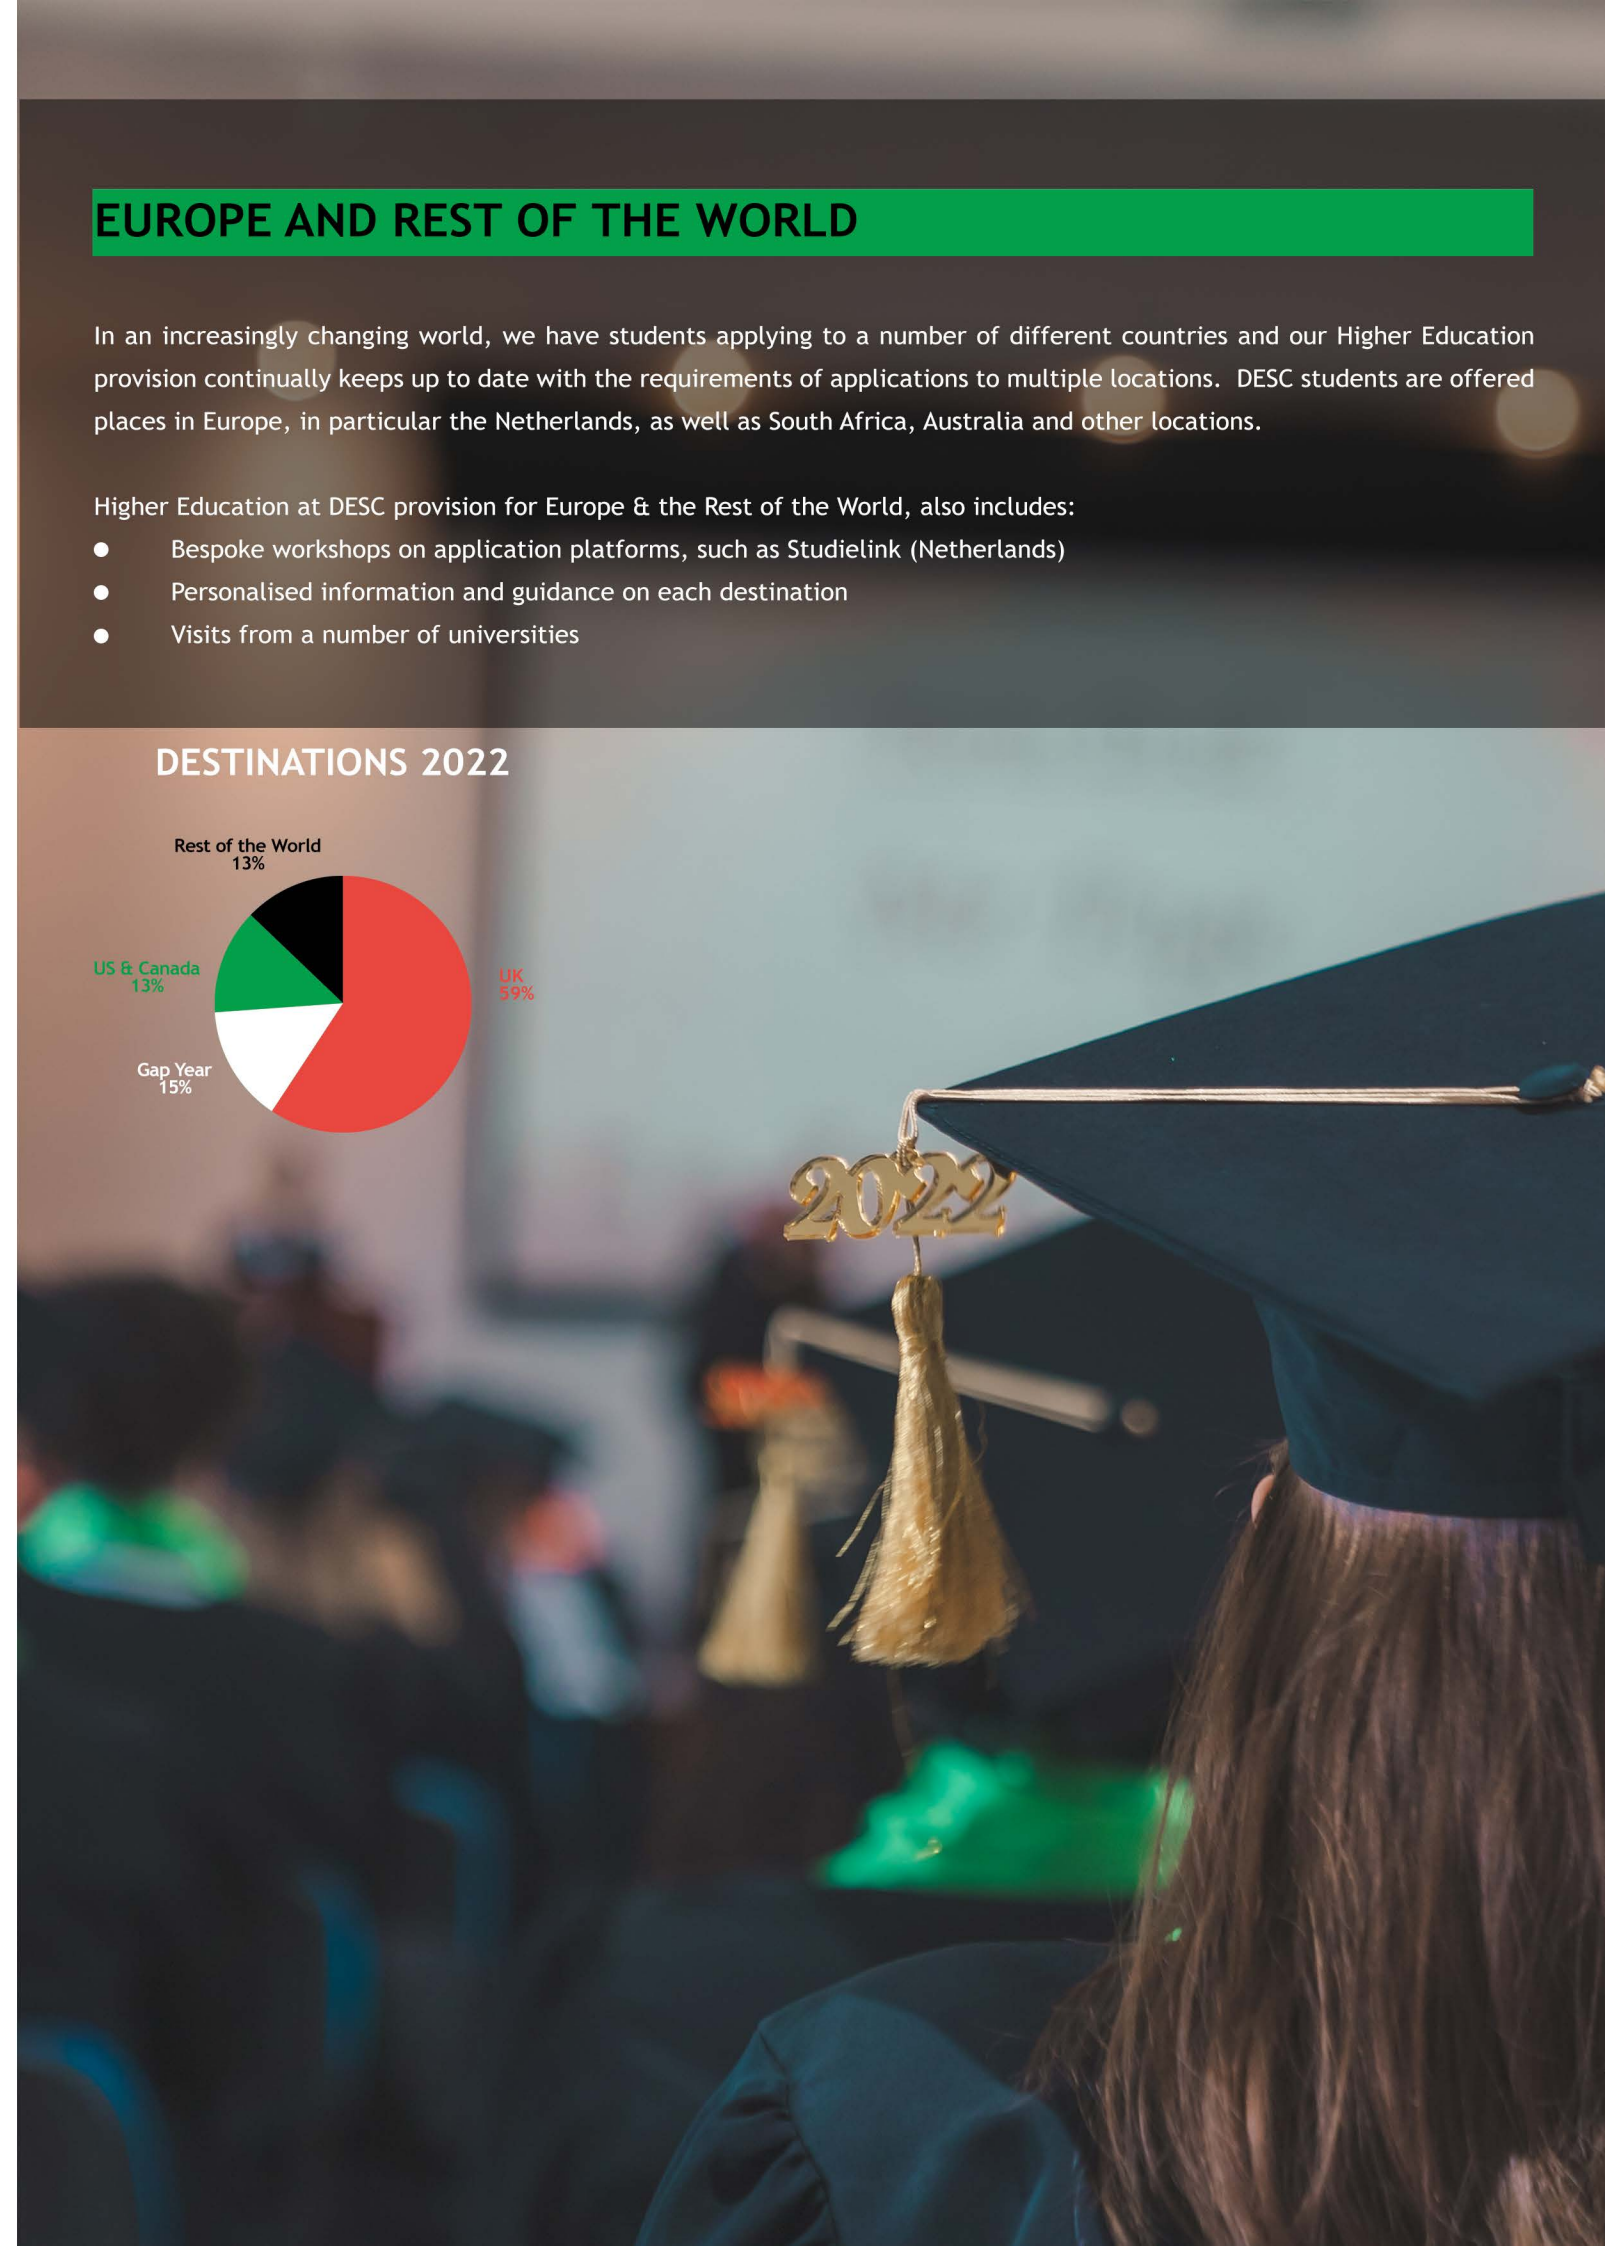 EUROPE AND REST OF THE WORLD
In an increasingly changing world, we have students applying to a number of different countries and our Higher Education
provision continually keeps up to date with the requirements of applications to multiple locations.  DESC students are offered
places in Europe, in particular the Netherlands, as well as South Africa, Australia and other locations.
Higher Education at DESC provision for Europe & the Rest of the World, also includes:
● Bespoke workshops on application platforms, such as Studielink (Netherlands)
● Personalised information and guidance on each destination
● Visits from a number of universities
DESTINATIONS 2022
Rest of the World
13%
US & Canada
13%
UK
59%
Gap Year
15%
2022